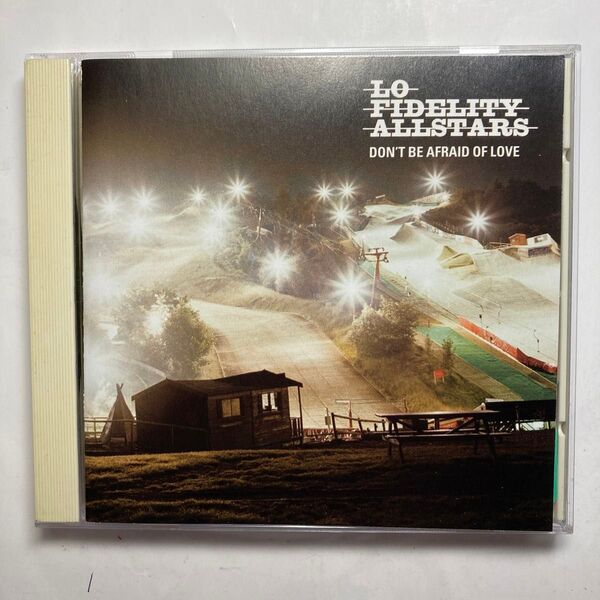 LO
FIDELITY
ALLSTARS
DON'T BE AFRAID OF LOVE